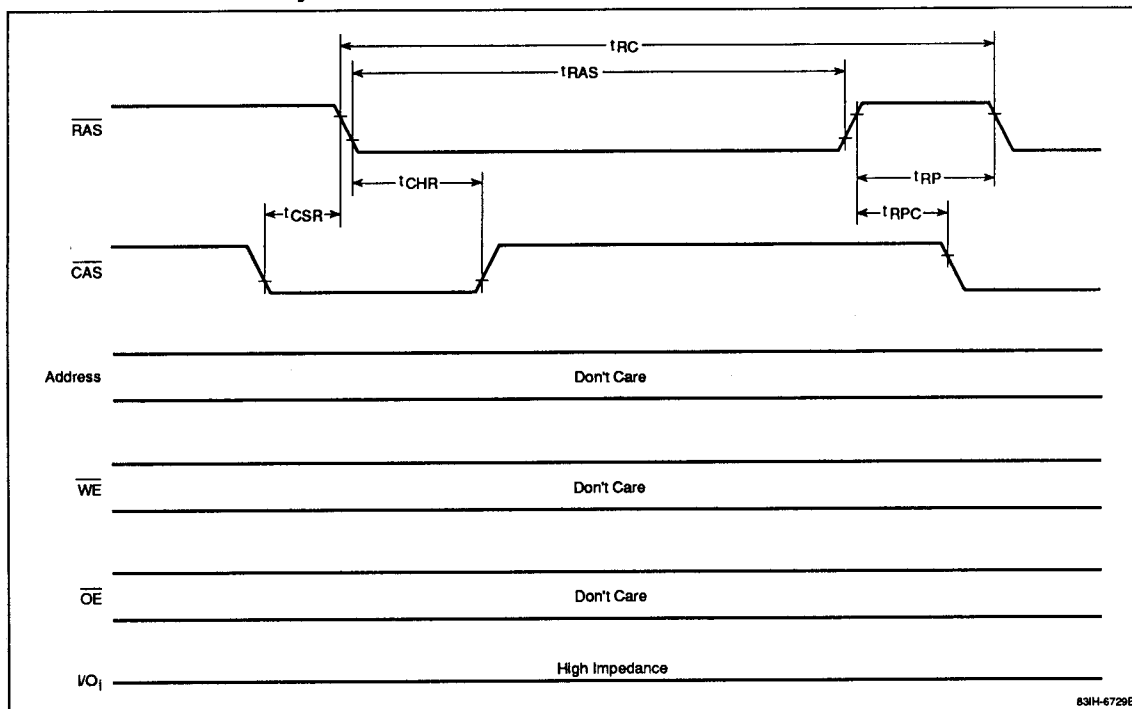 tRC
tRAS
RAS
tCHR
tRP
tCSR
tRPC
CAS
Address Don't Care
WE Don't Care
OE Don't Care
I/Oi High Impedance
83IH-6729B